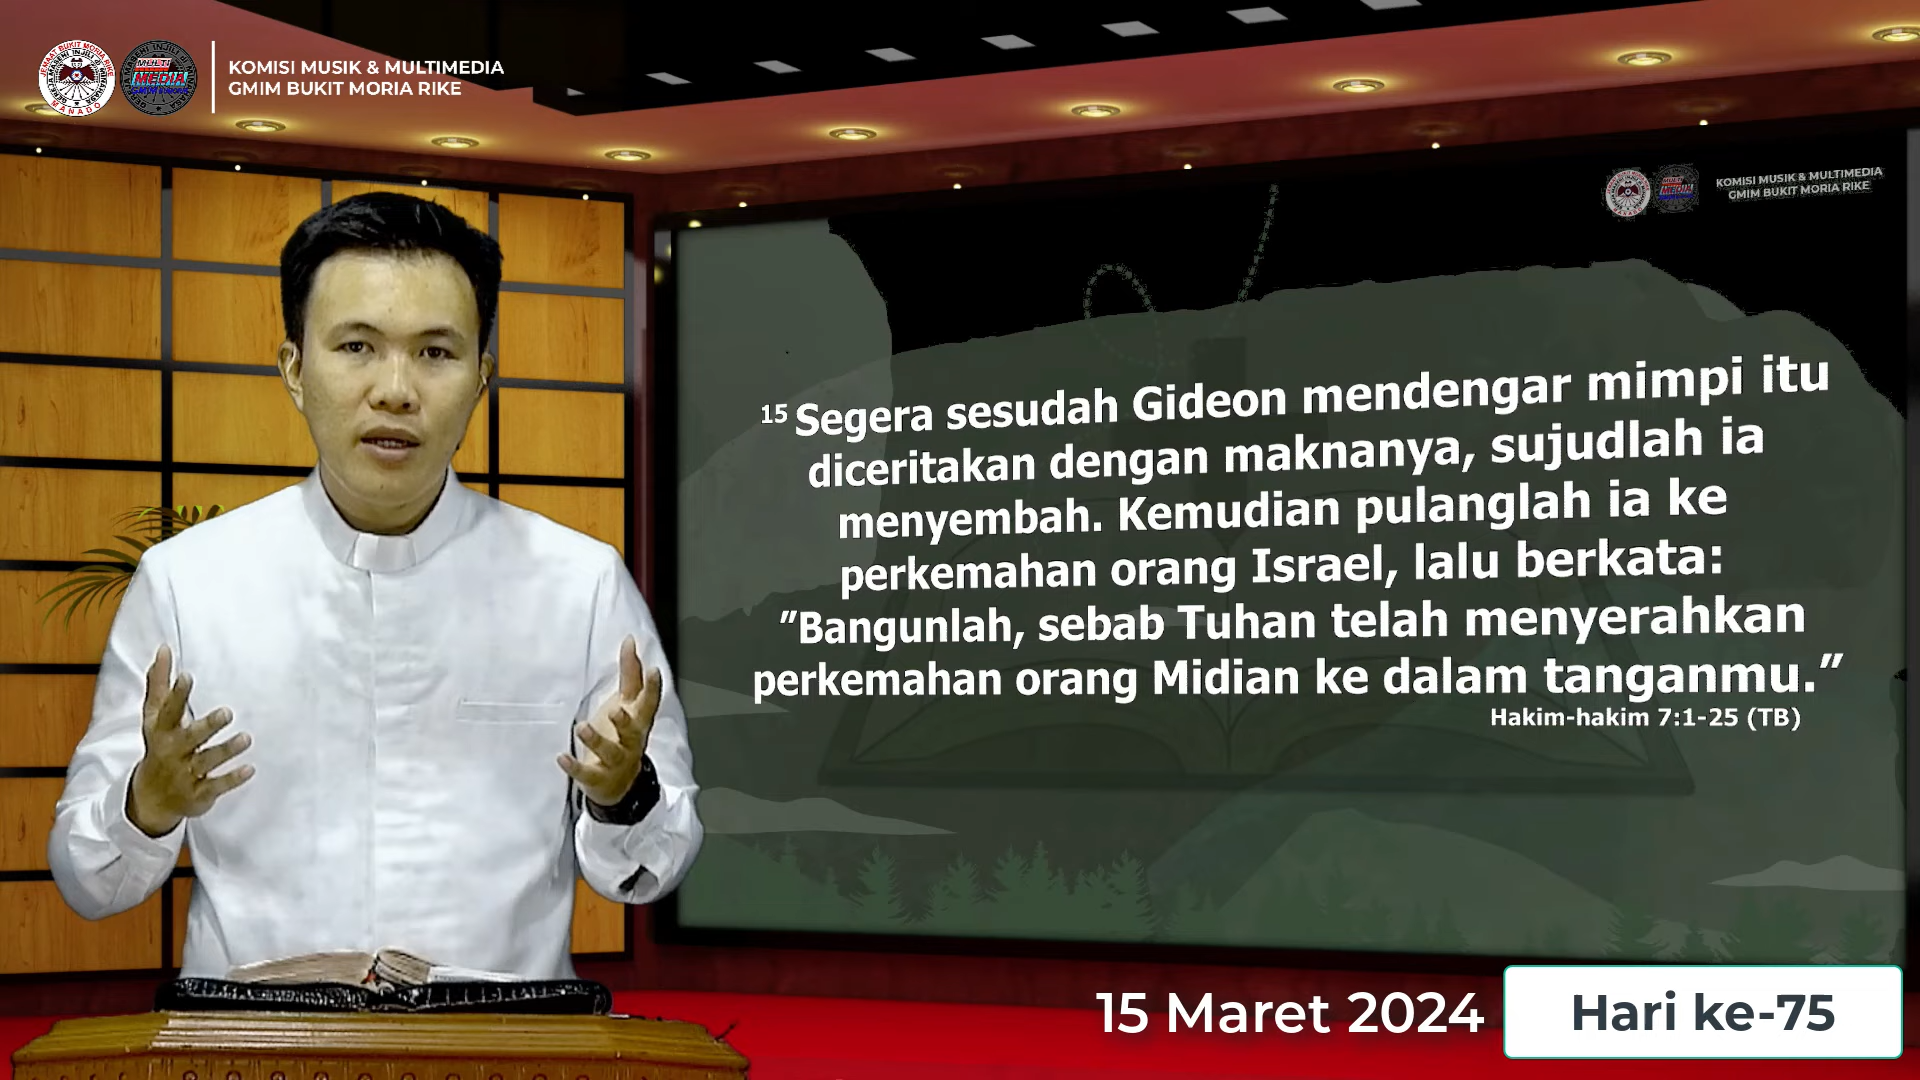 KOMISI MUSIK & MULTIMEDIA
GMIM BUKIT MORIA RIKE
MULTI
MEDIA
MANADO
KOMISI MUSIK & MULTIMEDIA
GMIM BUKIT MORIA RIKE
15 Segera sesudah Gideon mendengar mimpi itu
diceritakan dengan maknanya, sujudlah ia
menyembah. Kemudian pulanglah ia ke
perkemahan orang Israel, lalu berkata:
”Bangunlah, sebab Tuhan telah menyerahkan
perkemahan orang Midian ke dalam tanganmu.”
Hakim-hakim 7:1-25 (TB)
15 Maret 2024
Hari ke-75